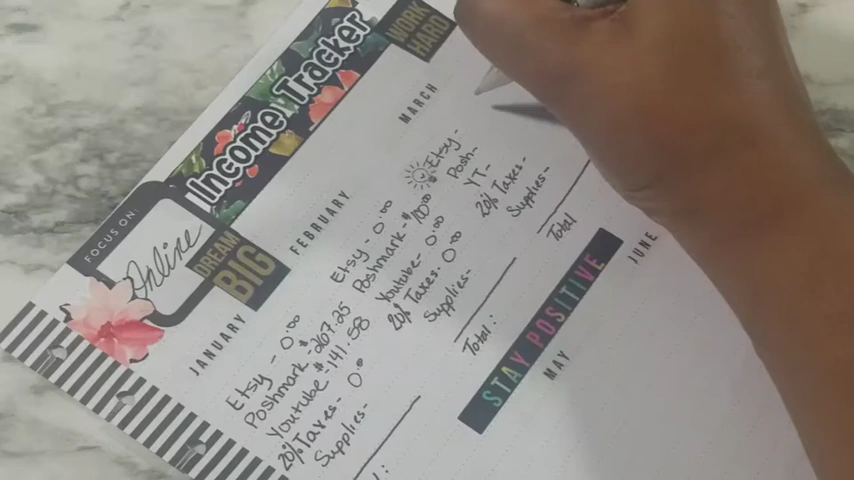 WORK HARD
Income Tracker
FOCUS ON:
Online
DREAM BIG
JANUARY
Etsy - 0.00
Poshmark - $267.25
Youtube - $141.58
20% Taxes - 0.00
Supplies -
FEBRUARY
Etsy - 0.00
Poshmark - $100.00
Youtube - 0.00
20% Taxes - 0.00
Supplies -
Total:
MARCH
Etsy -
Posh -
YT -
20% Taxes -
Supplies -
Total
STAY POSITIVE
MAY
JUNE